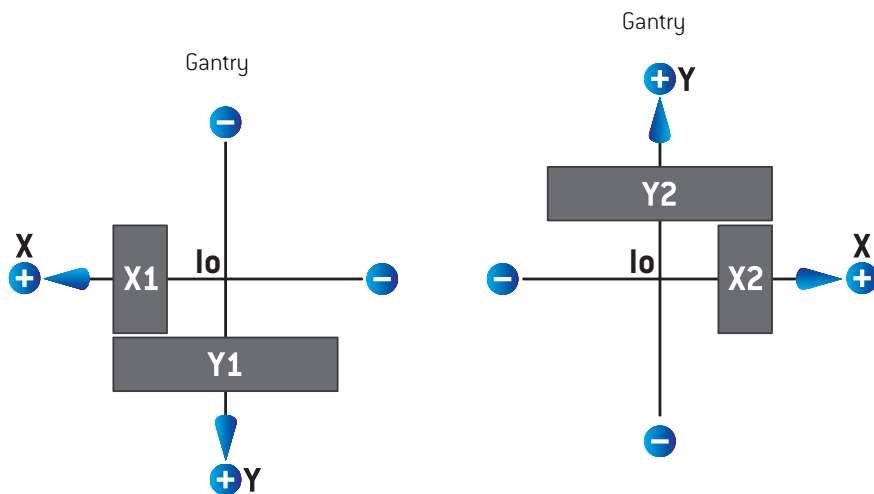 Gantry
−
X
+
X1
Io
−
Y1
+ Y
Gantry
+ Y
Y2
−
Io
X2
X
+
−